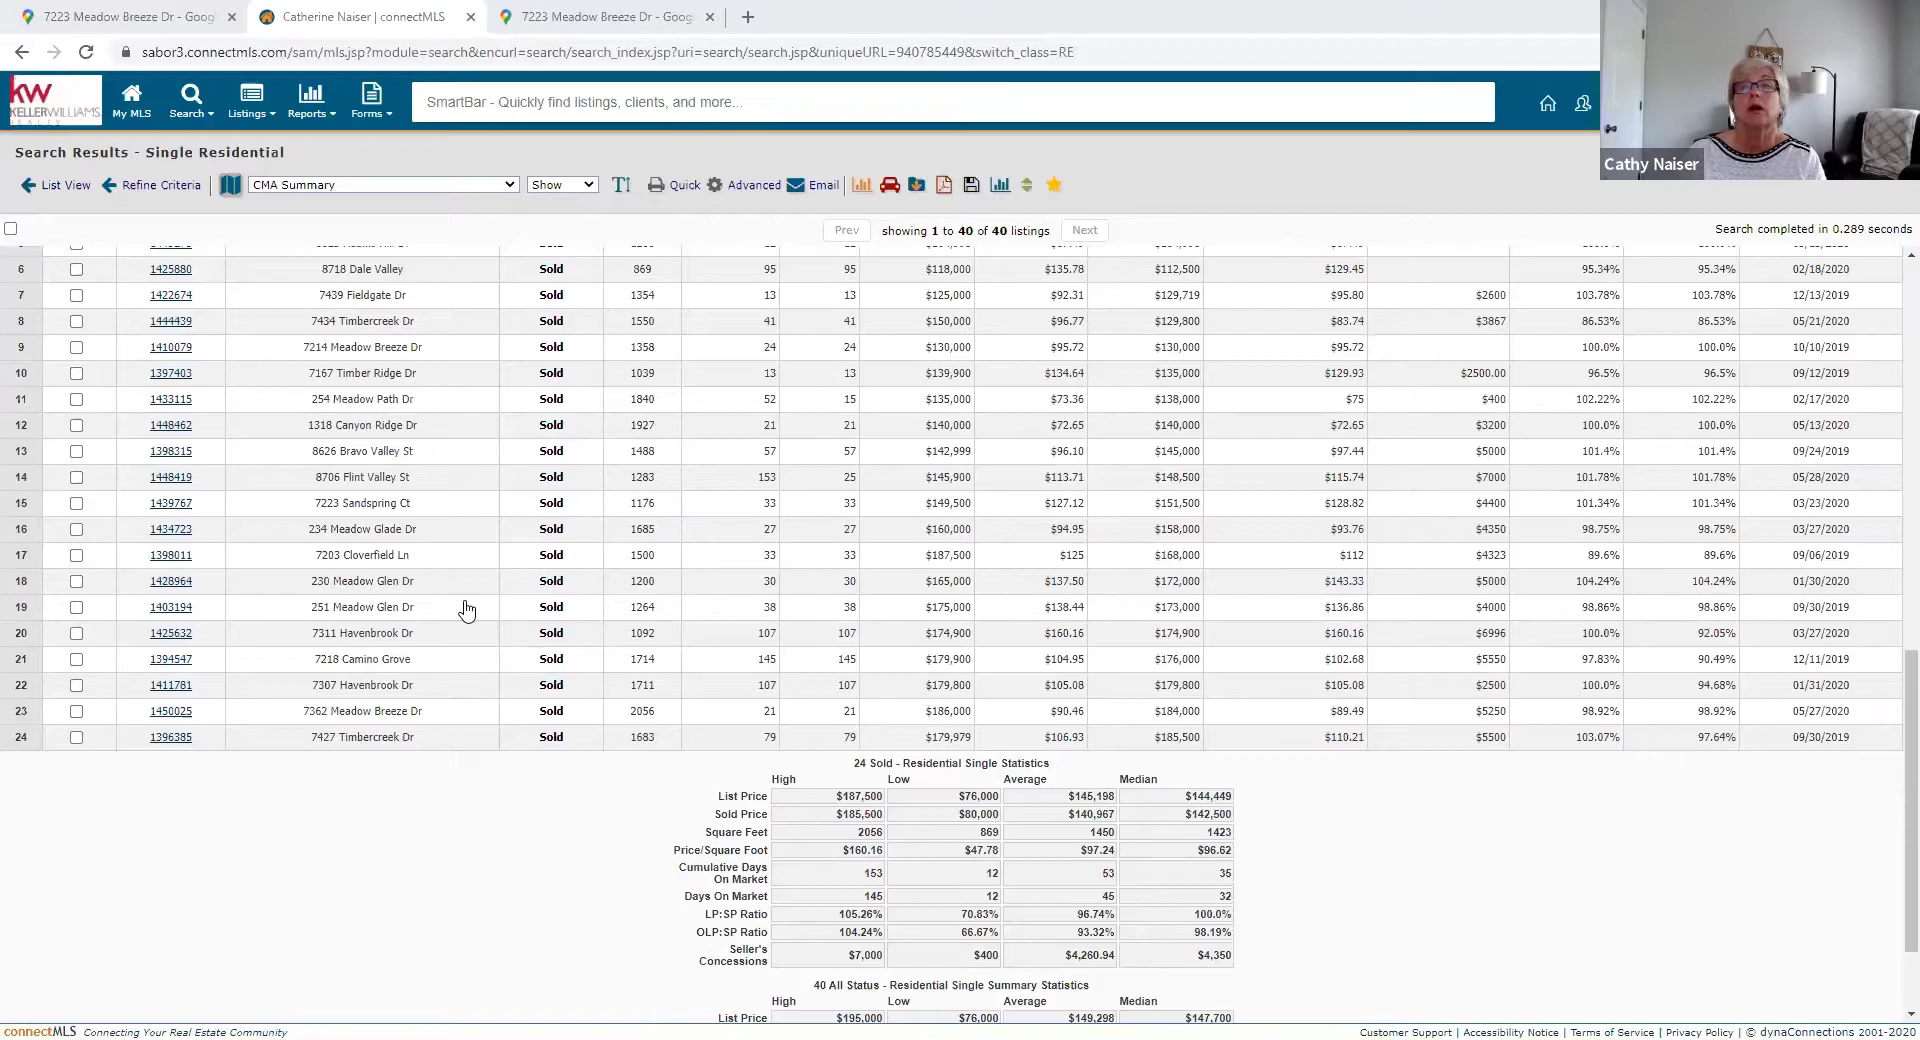 7223 Meadow Breeze Dr - Goog
Catherine Naiser | connectMLS
7223 Meadow Breeze Dr - Goog
sabor3.connectmls.com/sam/mls.jsp?module=search&encurl=search/search_index.jsp?uri=search/search.jsp&uniqueURL=940785449&switch_class=RE
kw
KELLERWILLIAMS
REALTY
My MLS
Search
Listings
Reports
Forms
SmartBar - Quickly find listings, clients, and more...
Cathy Naiser
Search Results - Single Residential
List View Refine Criteria CMA Summary Show Quick Advanced Email
Prev showing 1 to 40 of 40 listings Next Search completed in 0.289 seconds
6 1425880 8718 Dale Valley Sold 869 95 95 $118,000 $135.78 $112,500 $129.45 95.34% 95.34% 02/18/2020
7 1422674 7439 Fieldgate Dr Sold 1354 13 13 $125,000 $92.31 $129,719 $95.80 $2600 103.78% 103.78% 12/13/2019
8 1444439 7434 Timbercreek Dr Sold 1550 41 41 $150,000 $96.77 $129,800 $83.74 $3867 86.53% 86.53% 05/21/2020
9 1410079 7214 Meadow Breeze Dr Sold 1358 24 24 $130,000 $95.72 $130,000 $95.72 100.0% 100.0% 10/10/2019
10 1397403 7167 Timber Ridge Dr Sold 1039 13 13 $139,900 $134.64 $135,000 $129.93 $2500.00 96.5% 96.5% 09/12/2019
11 1433115 254 Meadow Path Dr Sold 1840 52 15 $135,000 $73.36 $138,000 $75 $400 102.22% 102.22% 02/17/2020
12 1448462 1318 Canyon Ridge Dr Sold 1927 21 21 $140,000 $72.65 $140,000 $72.65 $3200 100.0% 100.0% 05/13/2020
13 1398315 8626 Bravo Valley St Sold 1488 57 57 $142,999 $96.10 $145,000 $97.44 $5000 101.4% 101.4% 09/24/2019
14 1448419 8706 Flint Valley St Sold 1283 153 25 $145,900 $113.71 $148,500 $115.74 $7000 101.78% 101.78% 05/28/2020
15 1439767 7223 Sandspring Ct Sold 1176 33 33 $149,500 $127.12 $151,500 $128.82 $4400 101.34% 101.34% 03/23/2020
16 1434723 234 Meadow Glade Dr Sold 1685 27 27 $160,000 $94.95 $158,000 $93.76 $4350 98.75% 98.75% 03/27/2020
17 1398011 7203 Cloverfield Ln Sold 1500 33 33 $187,500 $125 $168,000 $112 $4323 89.6% 89.6% 09/06/2019
18 1428964 230 Meadow Glen Dr Sold 1200 30 30 $165,000 $137.50 $172,000 $143.33 $5000 104.24% 104.24% 01/30/2020
19 1403194 251 Meadow Glen Dr Sold 1264 38 38 $175,000 $138.44 $173,000 $136.86 $4000 98.86% 98.86% 09/30/2019
20 1425632 7311 Havenbrook Dr Sold 1092 107 107 $174,900 $160.16 $174,900 $160.16 $6996 100.0% 92.05% 03/27/2020
21 1394547 7218 Camino Grove Sold 1714 145 145 $179,900 $104.95 $176,000 $102.68 $5550 97.83% 90.49% 12/11/2019
22 1411781 7307 Havenbrook Dr Sold 1711 107 107 $179,800 $105.08 $179,800 $105.08 $2500 100.0% 94.68% 01/31/2020
23 1450025 7362 Meadow Breeze Dr Sold 2056 21 21 $186,000 $90.46 $184,000 $89.49 $5250 98.92% 98.92% 05/27/2020
24 1396385 7427 Timbercreek Dr Sold 1683 79 79 $179,979 $106.93 $185,500 $110.21 $5500 103.07% 97.64% 09/30/2019
24 Sold - Residential Single Statistics
High Low Average Median
List Price $187,500 $76,000 $145,198 $144,449
Sold Price $185,500 $80,000 $140,967 $142,500
Square Feet 2056 869 1450 1423
Price/Square Foot $160.16 $47.78 $97.24 $96.62
Cumulative Days
On Market 153 12 53 35
Days On Market 145 12 45 32
LP:SP Ratio 105.26% 70.83% 96.74% 100.0%
OLP:SP Ratio 104.24% 66.67% 93.32% 98.19%
Seller's
Concessions $7,000 $400 $4,260.94 $4,350
40 All Status - Residential Single Summary Statistics
High Low Average Median
List Price $195,000 $76,000 $149,298 $147,700
connectMLS Connecting Your Real Estate Community
Customer Support | Accessibility Notice | Terms of Service | Privacy Policy | © dynaConnections 2001-2020